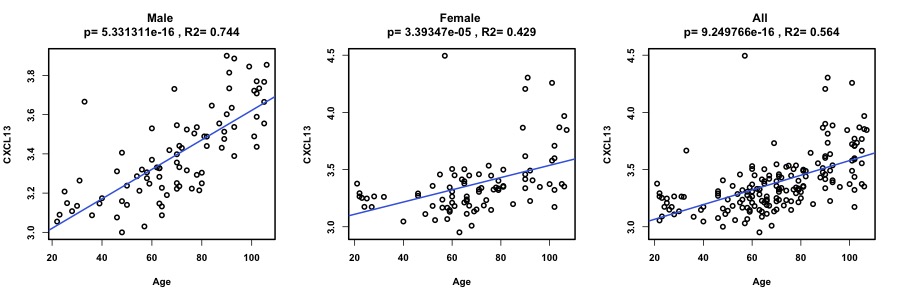 Male
p= 5.331311e-16 , R2= 0.744
CXCL13
3.0
3.2
3.4
3.6
3.8
20
40
60
80
100
Age
Female
p= 3.39347e-05 , R2= 0.429
CXCL13
3.0
3.5
4.0
4.5
20
40
60
80
100
Age
All
p= 9.249766e-16 , R2= 0.564
CXCL13
3.0
3.5
4.0
4.5
20
40
60
80
100
Age